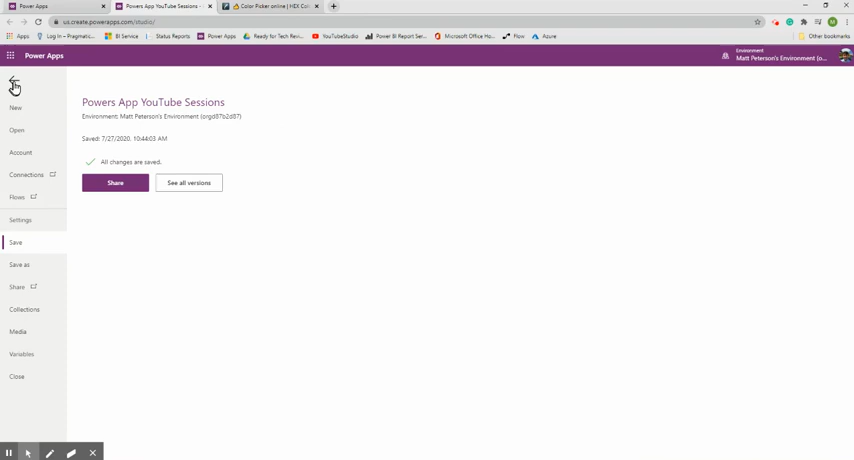 Power Apps
Powers App YouTube Sessions -
Color Picker online | HEX Col
us.create.powerapps.com/studio/
Apps
Log In – Pragmatic...
BI Service
Status Reports
Power Apps
Ready for Tech Rev...
YouTubeStudio
Power BI Report Ser...
Microsoft Office Ho...
Flow
Azure
Other bookmarks
Power Apps
Environment
Matt Peterson's Environment (o...
New
Open
Account
Connections
Flows
Settings
Save
Save as
Share
Collections
Media
Variables
Close
Powers App YouTube Sessions
Environment: Matt Peterson's Environment (orgd87b2d87)
Saved: 7/27/2020, 10:44:03 AM
All changes are saved.
Share
See all versions